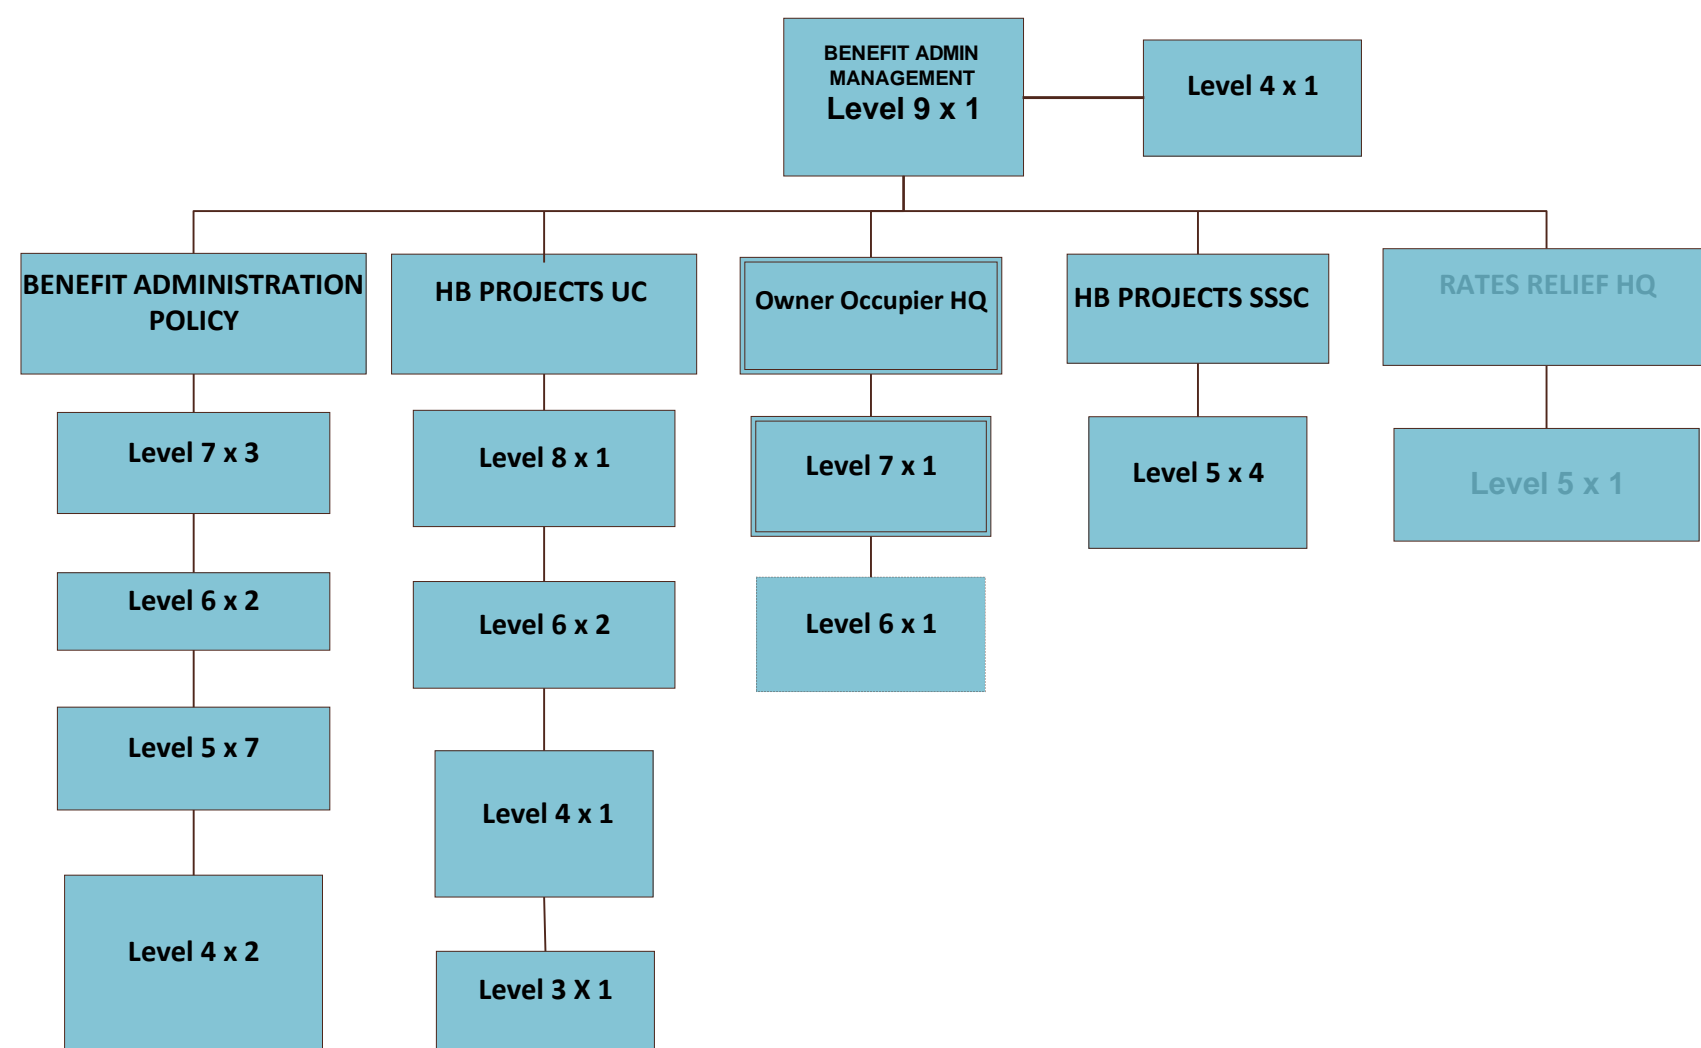 BENEFIT ADMIN
MANAGEMENT
Level 9 x 1
Level 4 x 1
BENEFIT ADMINISTRATION
POLICY
HB PROJECTS UC
Owner Occupier HQ
HB PROJECTS SSSC
RATES RELIEF HQ
Level 7 x 3
Level 8 x 1
Level 7 x 1
Level 5 x 4
Level 5 x 1
Level 6 x 2
Level 6 x 2
Level 6 x 1
Level 5 x 7
Level 4 x 1
Level 4 x 2
Level 3 X 1